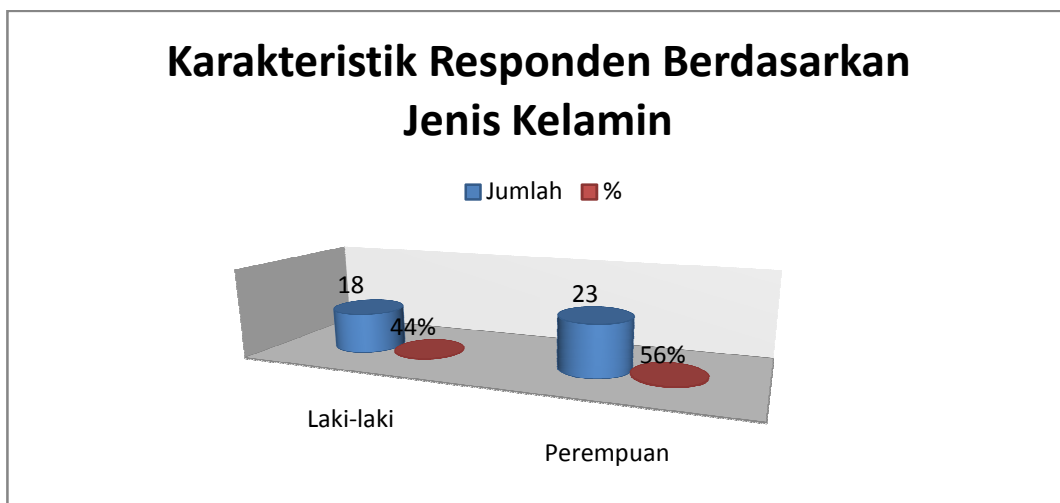 Karakteristik Responden Berdasarkan
Jenis Kelamin
Jumlah %
18
44%
23
56%
Laki-laki
Perempuan